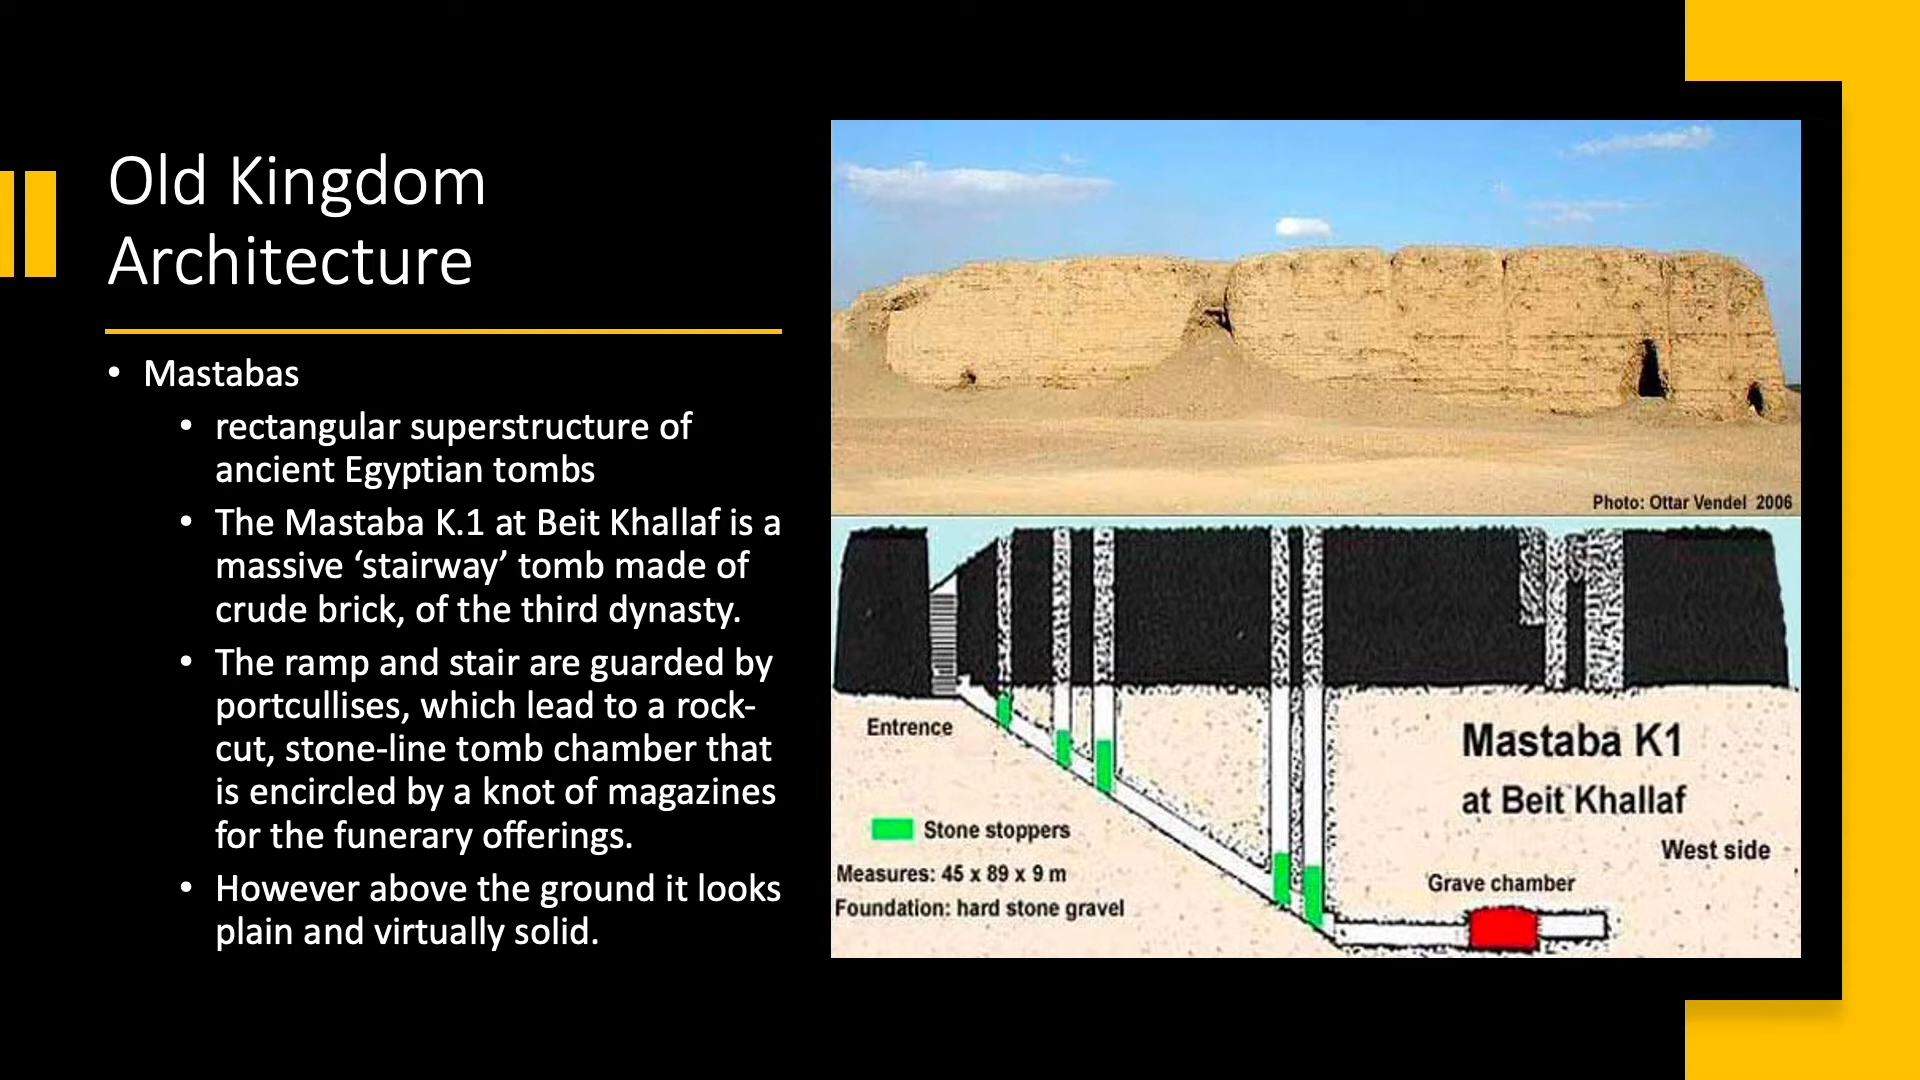 Old Kingdom
Architecture
• Mastabas
• rectangular superstructure of
ancient Egyptian tombs
• The Mastaba K.1 at Beit Khallaf is a
massive ‘stairway’ tomb made of
crude brick, of the third dynasty.
• The ramp and stair are guarded by
portcullises, which lead to a rock-
cut, stone-line tomb chamber that
is encircled by a knot of magazines
for the funerary offerings.
• However above the ground it looks
plain and virtually solid.
Photo: Ottar Vendel 2006
Entrence
Mastaba K1
at Beit Khallaf
West side
Stone stoppers
Measures: 45 x 89 x 9 m
Foundation: hard stone gravel
Grave chamber